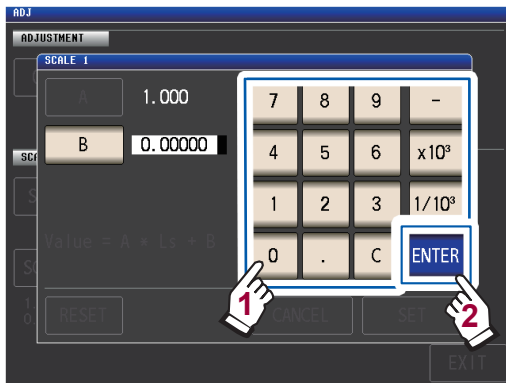 ADJ
ADJUSTMENT
SCALE 1
A 1.000
B 0.00000
7 8 9 -
4 5 6 x10³
1 2 3 1/10³
0 . C ENTER
Value = A × Ls + B
1 2
RESET CANCEL SET
EXIT